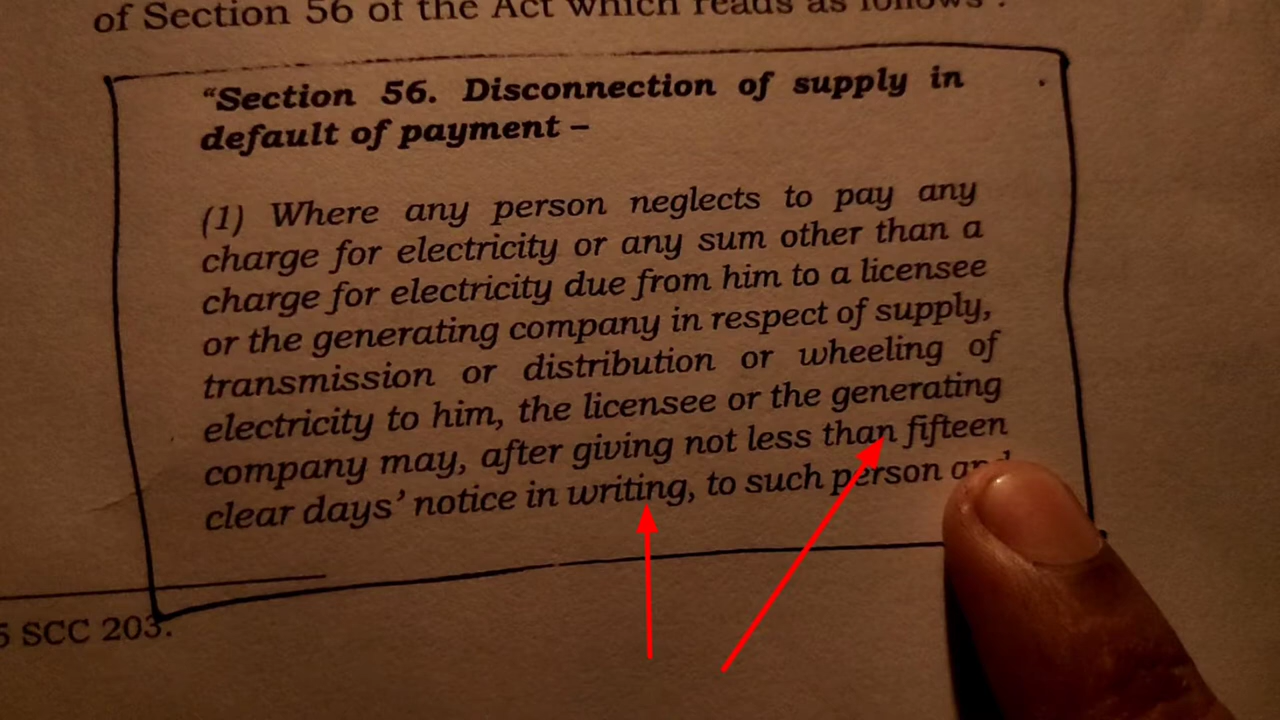 of Section 56 of the Act which reads as follows :
“Section 56. Disconnection of supply in
default of payment –
(1) Where any person neglects to pay any
charge for electricity or any sum other than a
charge for electricity due from him to a licensee
or the generating company in respect of supply,
transmission or distribution or wheeling of
electricity to him, the licensee or the generating
company may, after giving not less than fifteen
clear days’ notice in writing, to such person and
5 SCC 203.